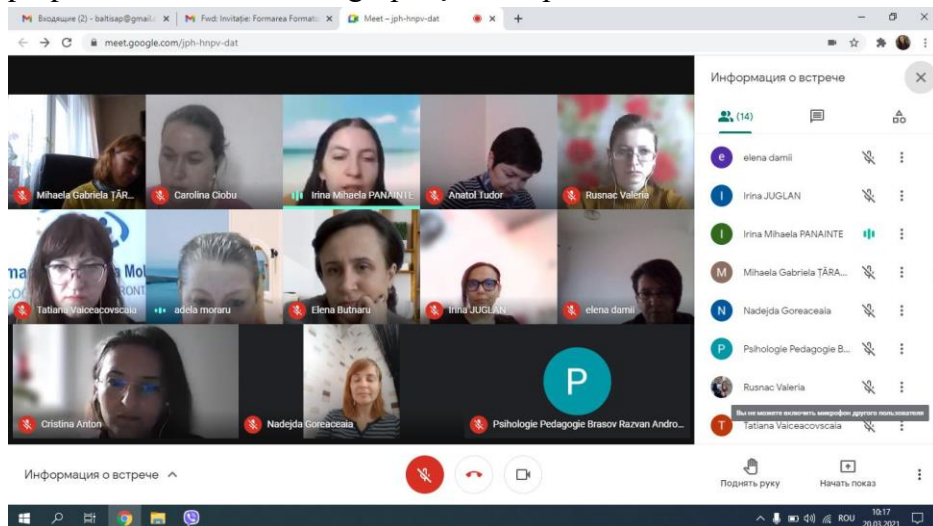 Входящие (2) - baltisap@gmail.c
Fwd: Invitație: Formarea Formato
Meet – jph-hnpv-dat
meet.google.com/jph-hnpv-dat
Mihaela Gabriela ȚĂR...
Carolina Ciobu
Irina Mihaela PANAINTE
Anatol Tudor
Rusnac Valeria
Tatiana Vaiceacovscaia
adela moraru
Elena Butnaru
Irina JUGLAN
elena damii
Cristina Anton
Nadejda Goreaceaia
P
Psihologie Pedagogie Brasov Razvan Andro...
Информация о встрече
(14)
e elena damii
I Irina JUGLAN
I Irina Mihaela PANAINTE
M Mihaela Gabriela ȚĂRA...
N Nadejda Goreaceaia
P Psihologie Pedagogie B...
Rusnac Valeria
Вы не можете включить микрофон другого пользователя
T Tatiana Vaiceacovscaia
Информация о встрече
Поднять руку
Начать показ
ROU
10:17
20.03.2021